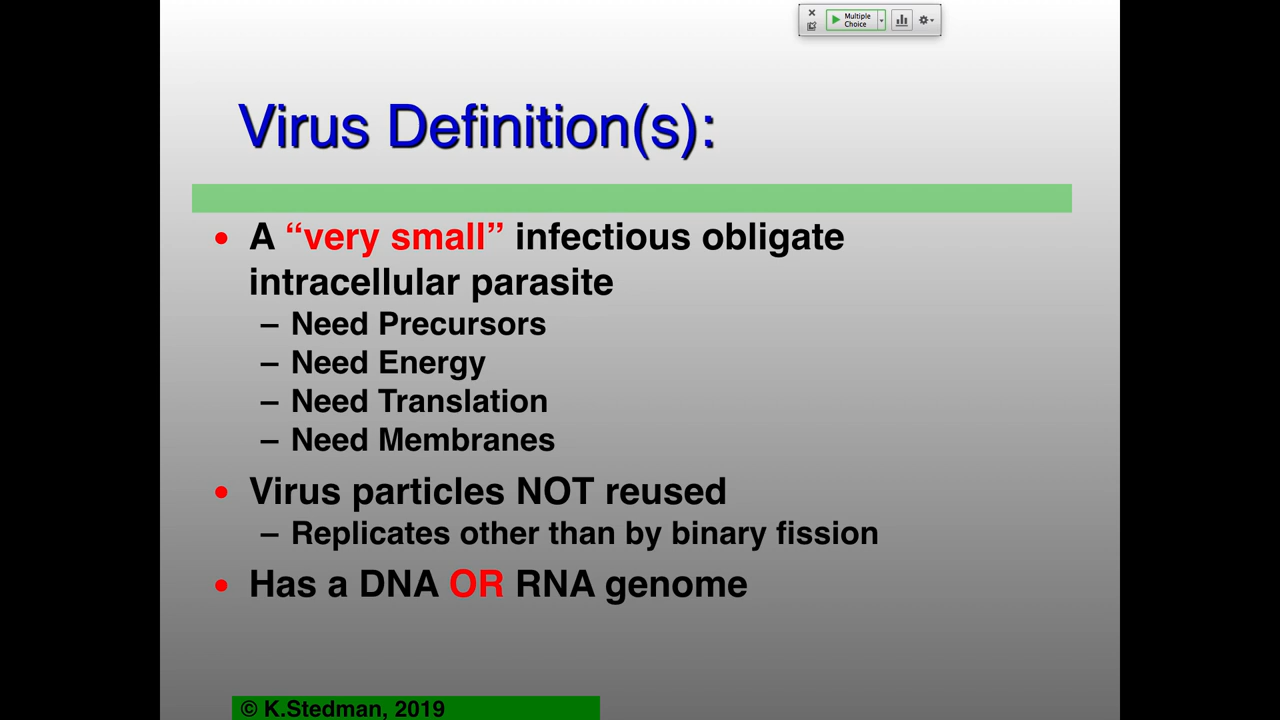 Multiple
Choice
Virus Definition(s):
• A “very small” infectious obligate
intracellular parasite
– Need Precursors
– Need Energy
– Need Translation
– Need Membranes
• Virus particles NOT reused
– Replicates other than by binary fission
• Has a DNA OR RNA genome
© K.Stedman, 2019